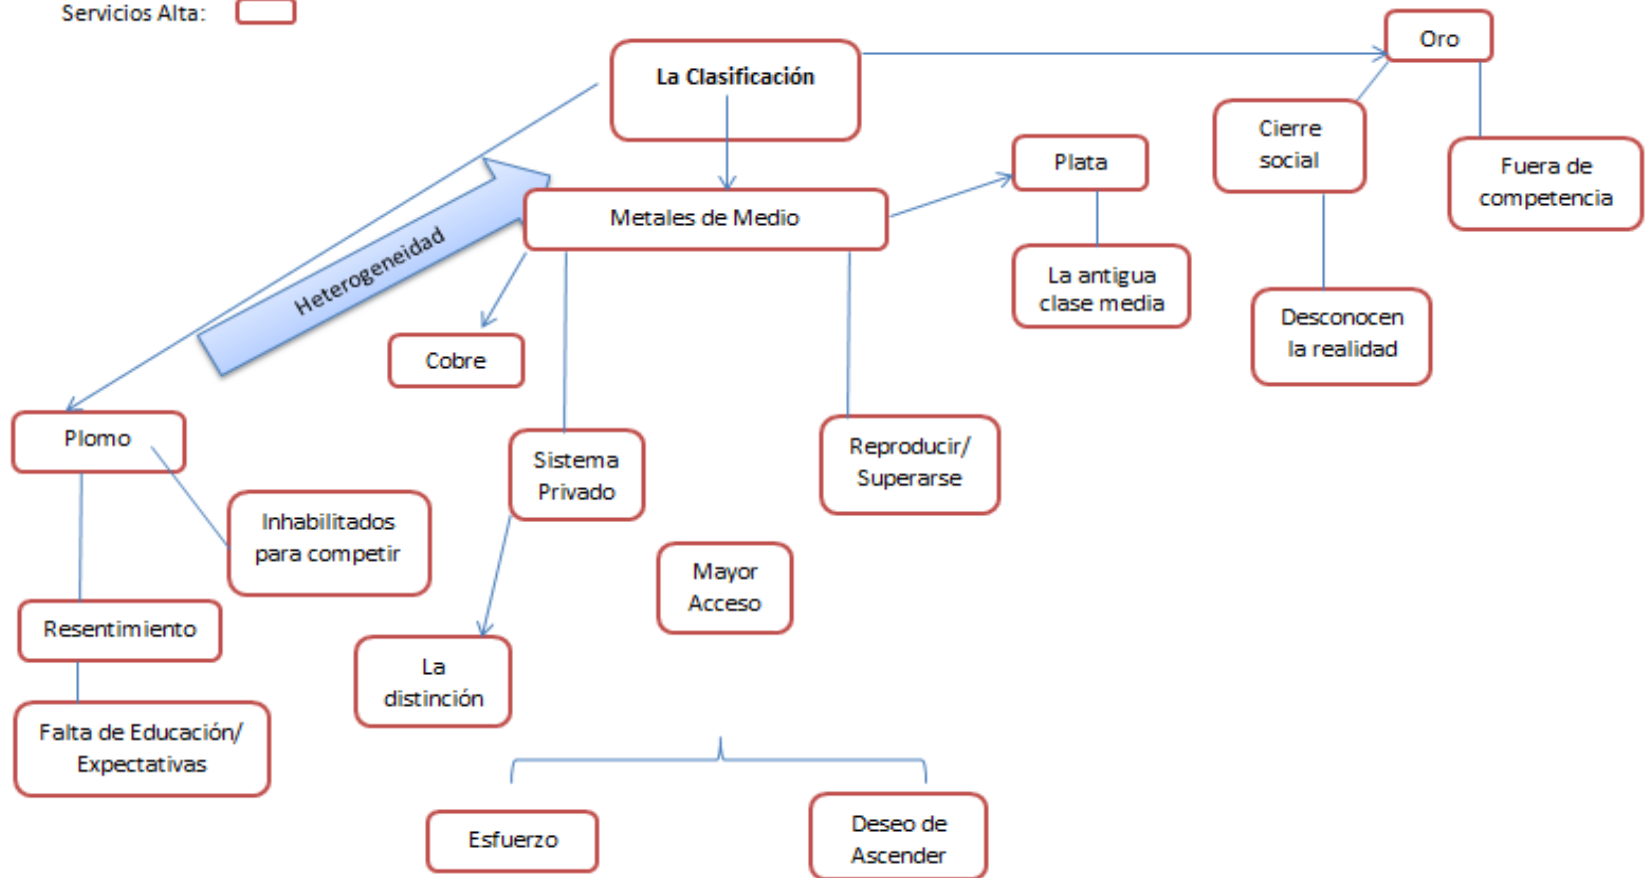 Servicios Alta:
Oro
La Clasificación
Cierre
social
Plata
Fuera de
competencia
Metales de Medio
Heterogeneidad
La antigua
clase media
Desconocen
la realidad
Cobre
Plomo
Sistema
Privado
Reproducir/
Superarse
Inhabilitados
para competir
Mayor
Acceso
Resentimiento
La
distinción
Falta de Educación/
Expectativas
Esfuerzo
Deseo de
Ascender